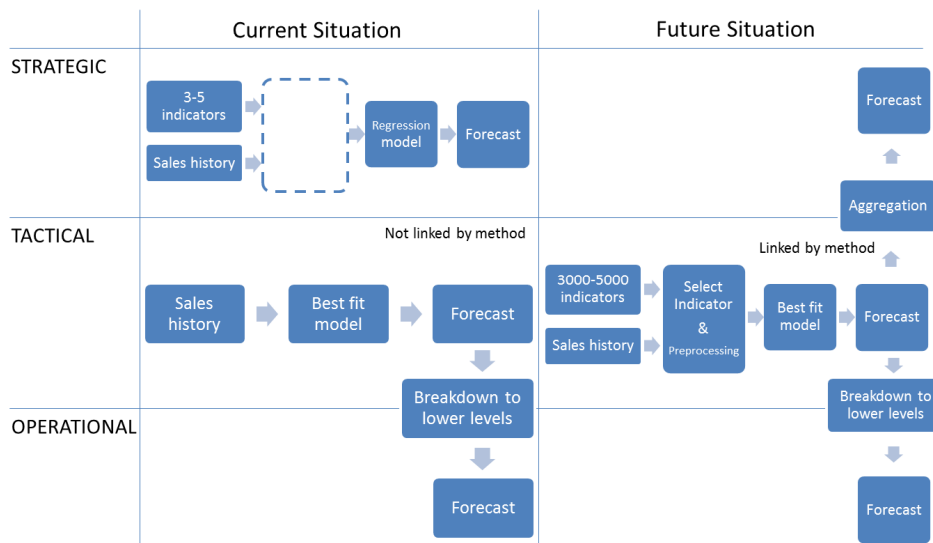 Current Situation
Future Situation
STRATEGIC
3-5
indicators
Sales history
Regression
model
Forecast
Forecast
Aggregation
TACTICAL
Not linked by method
Linked by method
Sales
history
Best fit
model
Forecast
3000-5000
indicators
Sales history
Select
Indicator
&
Preprocessing
Best fit
model
Forecast
Breakdown to
lower levels
Breakdown to
lower levels
OPERATIONAL
Forecast
Forecast